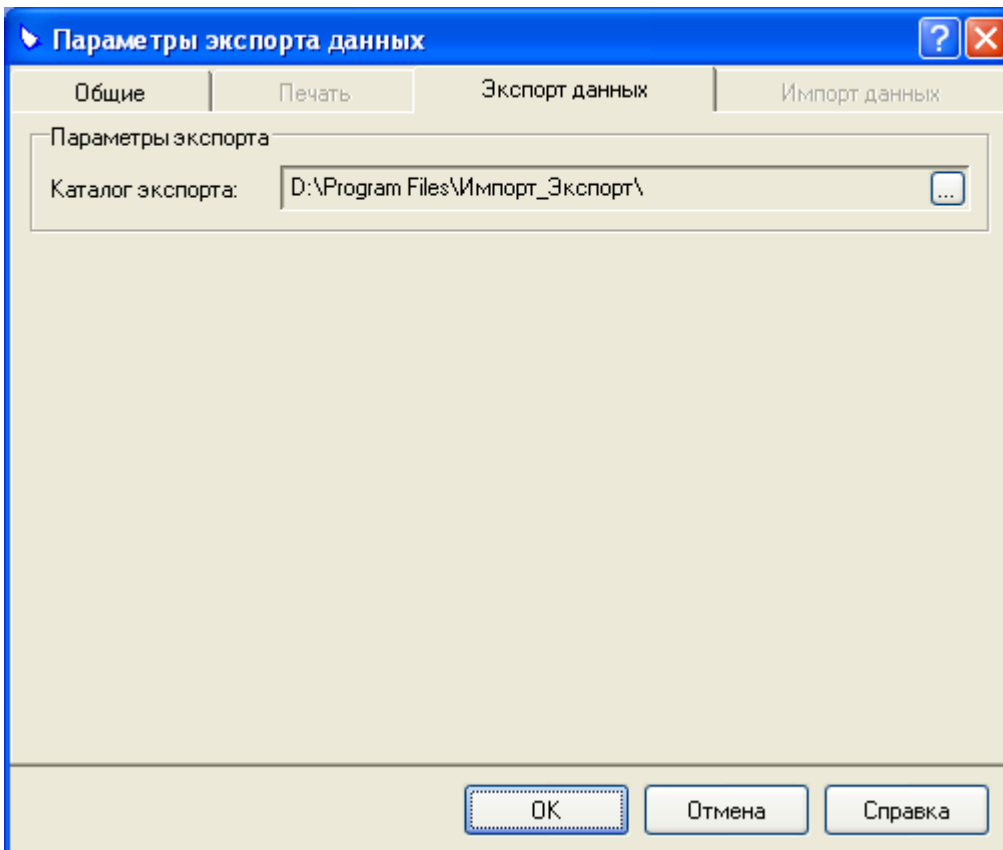 Параметры экспорта данных
Общие Печать Экспорт данных Импорт данных
Параметры экспорта
Каталог экспорта: D:\Program Files\Импорт_Экспорт\ ...
OK Отмена Справка